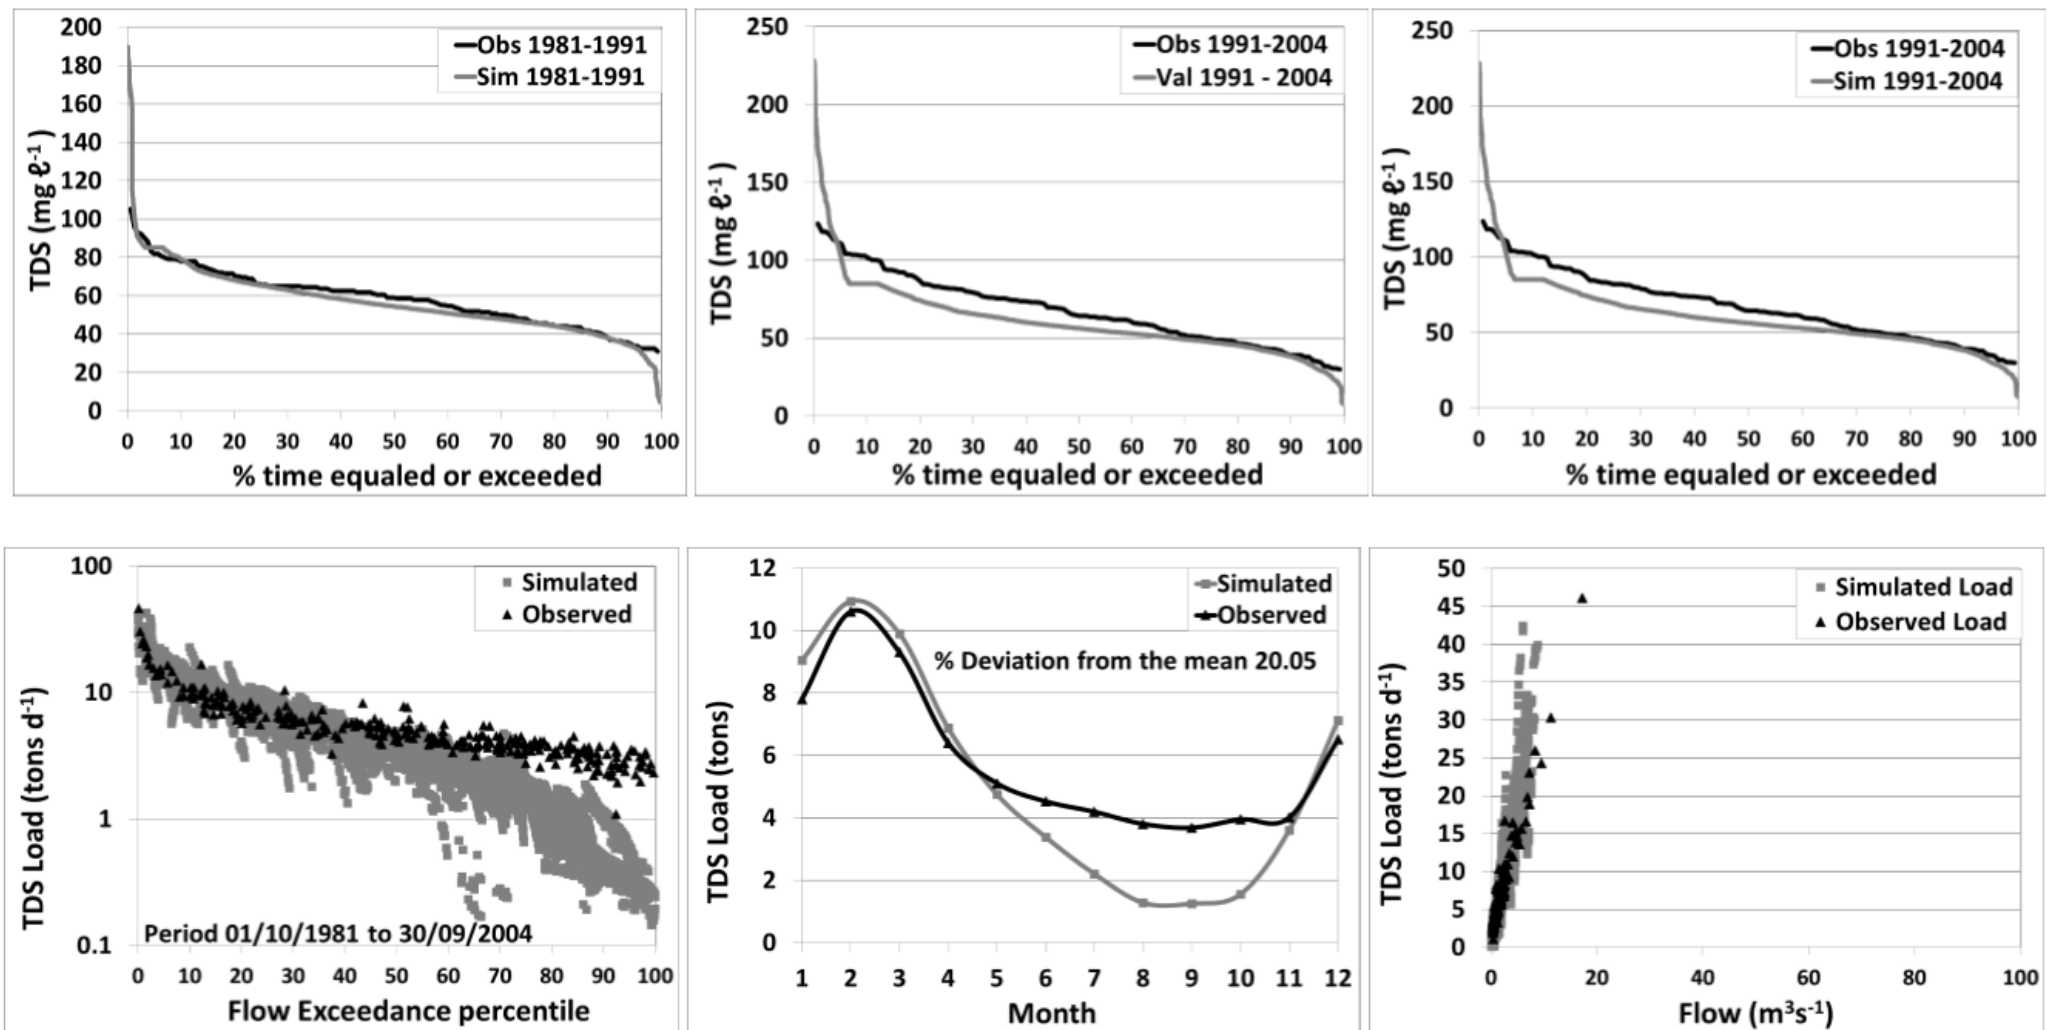 200
180
160
140
120
100
80
60
40
20
0
TDS (mg ℓ⁻¹)
Obs 1981-1991
Sim 1981-1991
0 10 20 30 40 50 60 70 80 90 100
% time equaled or exceeded
250
200
150
100
50
0
TDS (mg ℓ⁻¹)
Obs 1991-2004
Val 1991 - 2004
0 10 20 30 40 50 60 70 80 90 100
% time equaled or exceeded
250
200
150
100
50
0
TDS (mg ℓ⁻¹)
Obs 1991-2004
Sim 1991-2004
0 10 20 30 40 50 60 70 80 90 100
% time equaled or exceeded
100
10
1
0.1
TDS Load (tons d⁻¹)
Simulated
Observed
Period 01/10/1981 to 30/09/2004
0 10 20 30 40 50 60 70 80 90 100
Flow Exceedance percentile
12
10
8
6
4
2
0
TDS Load (tons)
Simulated
Observed
% Deviation from the mean 20.05
1 2 3 4 5 6 7 8 9 10 11 12
Month
50
45
40
35
30
25
20
15
10
5
0
TDS Load (tons d⁻¹)
Simulated Load
Observed Load
0 20 40 60 80 100
Flow (m³s⁻¹)